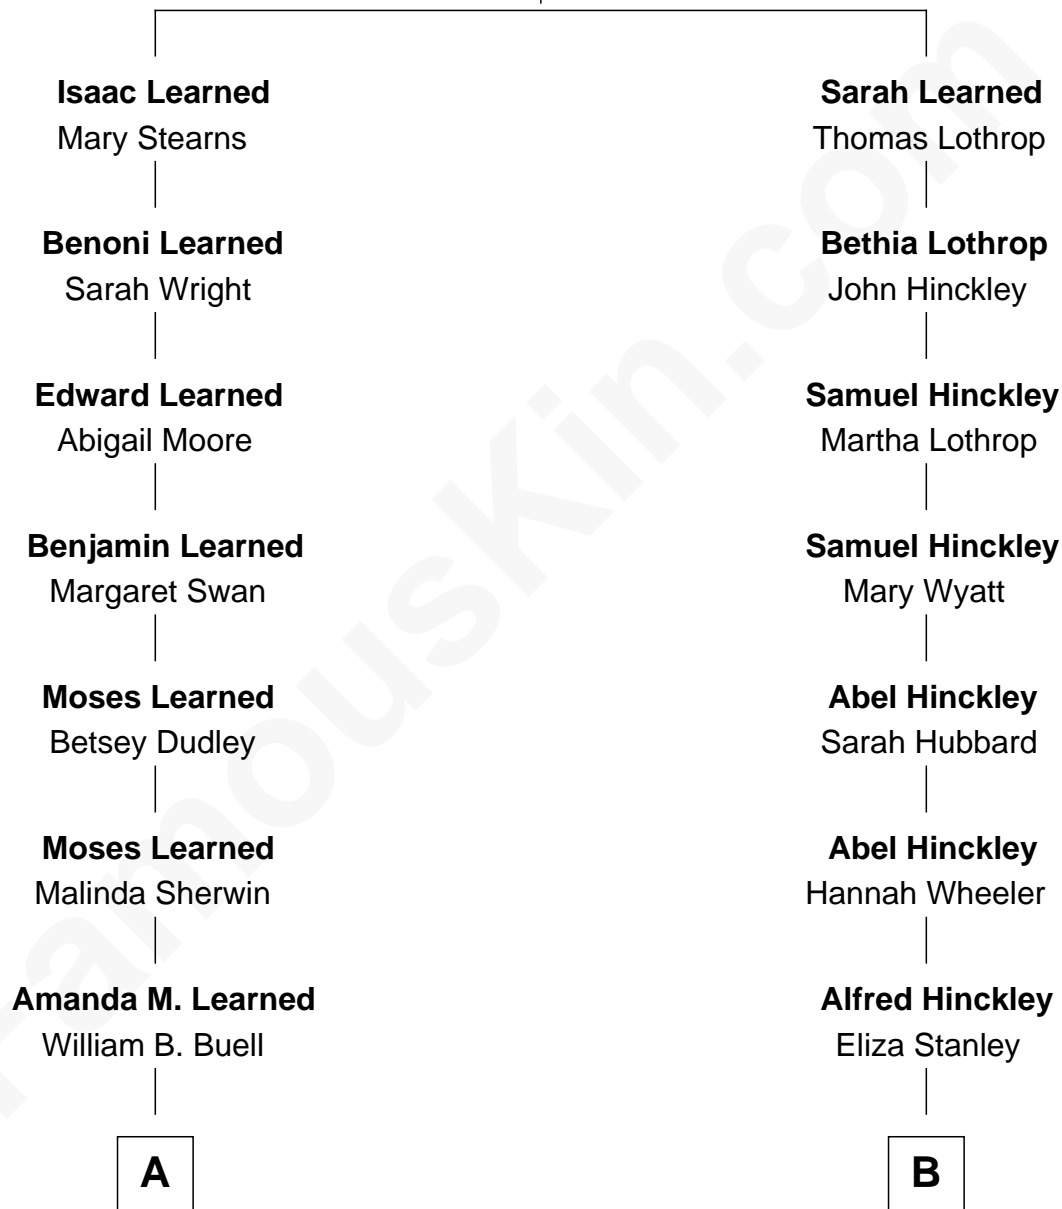 Isaac Learned
Mary Stearns
Benoni Learned
Sarah Wright
Edward Learned
Abigail Moore
Benjamin Learned
Margaret Swan
Moses Learned
Betsey Dudley
Moses Learned
Malinda Sherwin
Amanda M. Learned
William B. Buell
A
Sarah Learned
Thomas Lothrop
Bethia Lothrop
John Hinckley
Samuel Hinckley
Martha Lothrop
Samuel Hinckley
Mary Wyatt
Abel Hinckley
Sarah Hubbard
Abel Hinckley
Hannah Wheeler
Alfred Hinckley
Eliza Stanley
B
FamousKin.com